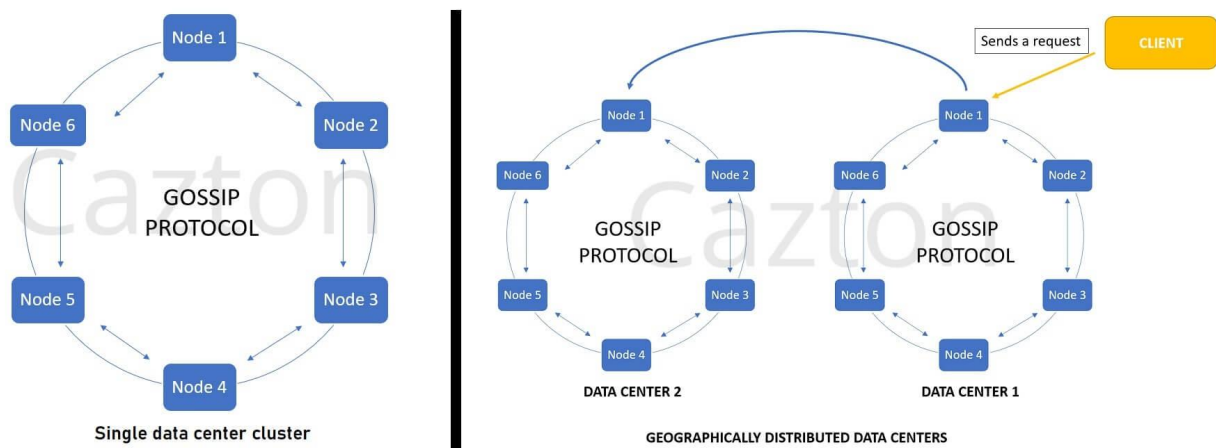 Node 1
Node 6
Node 2
Cazton
GOSSIP
PROTOCOL
Node 5
Node 3
Node 4
Single data center cluster
Sends a request
CLIENT
Node 1
Node 6
Node 2
GOSSIP
PROTOCOL
Node 5
Node 3
Node 4
DATA CENTER 2
Cazton
Node 1
Node 6
Node 2
GOSSIP
PROTOCOL
Node 5
Node 3
Node 4
DATA CENTER 1
GEOGRAPHICALLY DISTRIBUTED DATA CENTERS